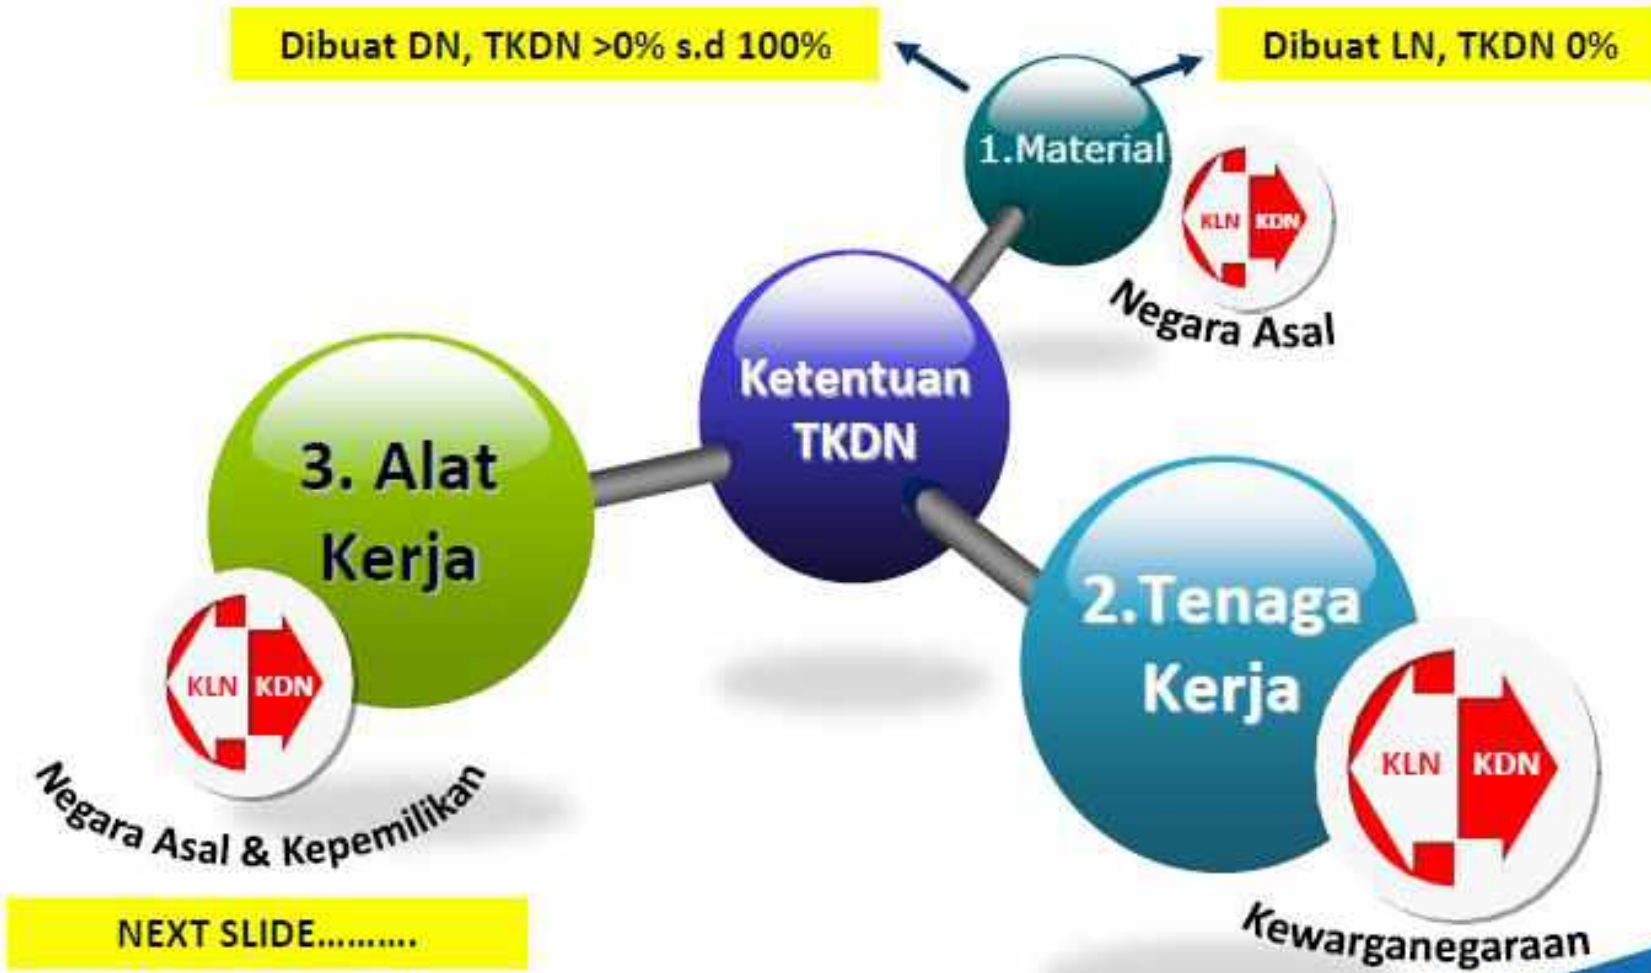 Dibuat DN, TKDN >0% s.d 100%
Dibuat LN, TKDN 0%
1.Material
KLN KDN
Negara Asal
Ketentuan
TKDN
3. Alat
Kerja
KLN KDN
Negara Asal & Kepemilikan
2.Tenaga
Kerja
KLN KDN
Kewarganegaraan
NEXT SLIDE..........